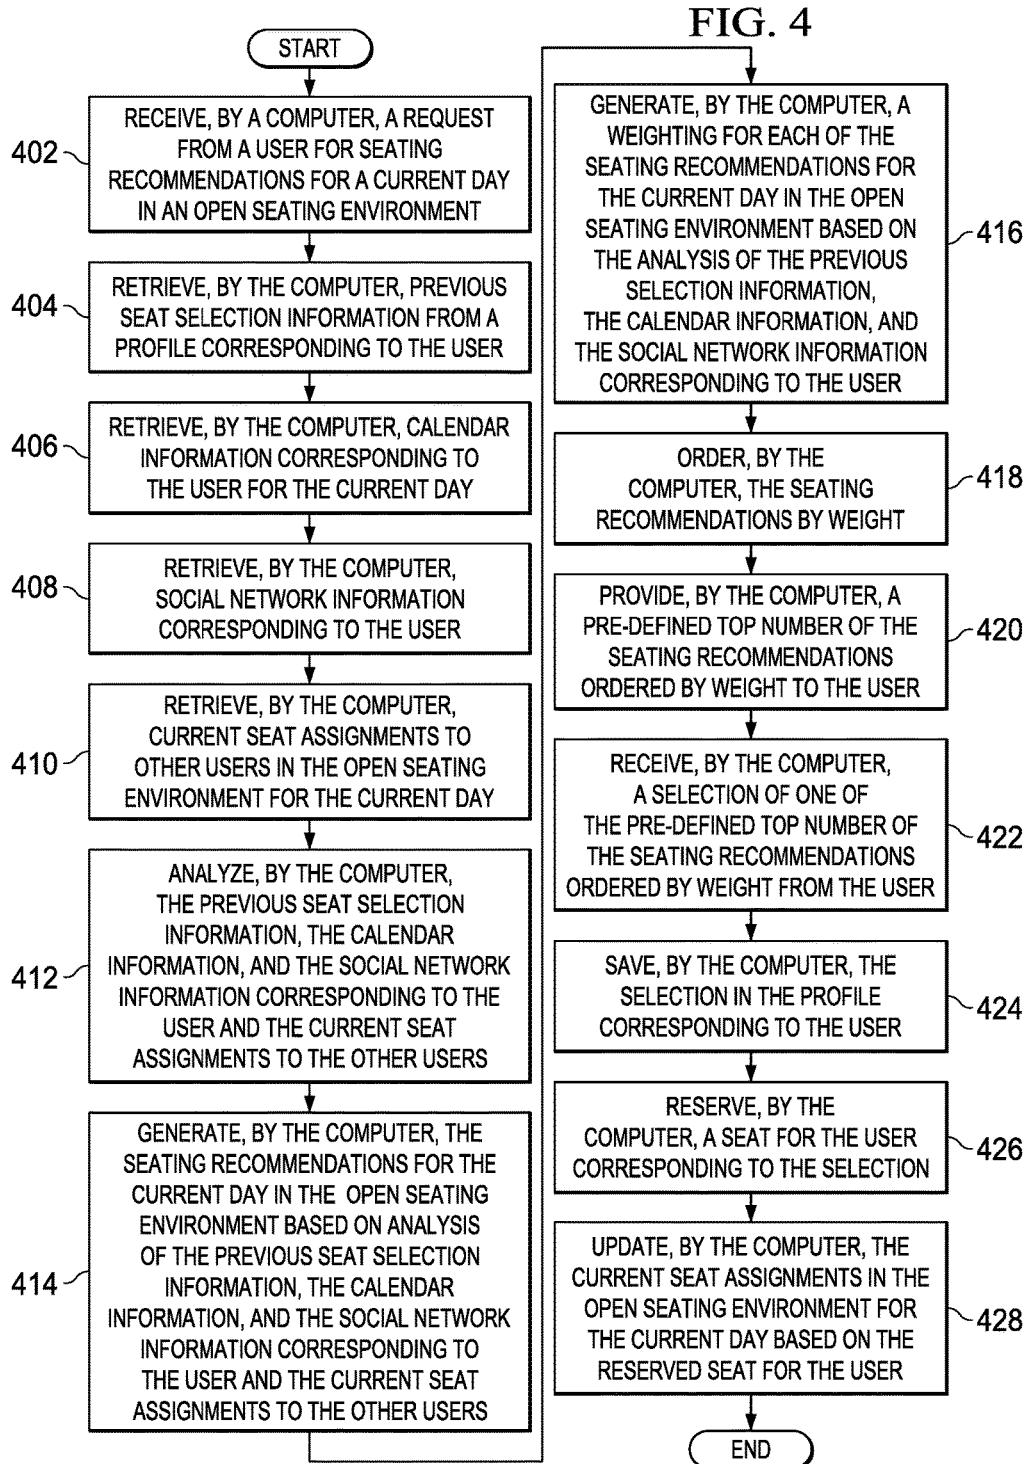 FIG. 4
START
402
RECEIVE, BY A COMPUTER, A REQUEST
FROM A USER FOR SEATING
RECOMMENDATIONS FOR A CURRENT DAY
IN AN OPEN SEATING ENVIRONMENT
404
RETRIEVE, BY THE COMPUTER, PREVIOUS
SEAT SELECTION INFORMATION FROM A
PROFILE CORRESPONDING TO THE USER
406
RETRIEVE, BY THE COMPUTER, CALENDAR
INFORMATION CORRESPONDING TO
THE USER FOR THE CURRENT DAY
408
RETRIEVE, BY THE COMPUTER,
SOCIAL NETWORK INFORMATION
CORRESPONDING TO THE USER
410
RETRIEVE, BY THE COMPUTER,
CURRENT SEAT ASSIGNMENTS TO
OTHER USERS IN THE OPEN SEATING
ENVIRONMENT FOR THE CURRENT DAY
412
ANALYZE, BY THE COMPUTER,
THE PREVIOUS SEAT SELECTION
INFORMATION, THE CALENDAR
INFORMATION, AND THE SOCIAL NETWORK
INFORMATION CORRESPONDING TO THE
USER AND THE CURRENT SEAT
ASSIGNMENTS TO THE OTHER USERS
414
GENERATE, BY THE COMPUTER, THE
SEATING RECOMMENDATIONS FOR THE
CURRENT DAY IN THE OPEN SEATING
ENVIRONMENT BASED ON ANALYSIS
OF THE PREVIOUS SEAT SELECTION
INFORMATION, THE CALENDAR
INFORMATION, AND THE SOCIAL NETWORK
INFORMATION CORRESPONDING TO
THE USER AND THE CURRENT SEAT
ASSIGNMENTS TO THE OTHER USERS
GENERATE, BY THE COMPUTER, A
WEIGHTING FOR EACH OF THE
SEATING RECOMMENDATIONS FOR
THE CURRENT DAY IN THE OPEN
SEATING ENVIRONMENT BASED ON
THE ANALYSIS OF THE PREVIOUS
SELECTION INFORMATION,
THE CALENDAR INFORMATION, AND
THE SOCIAL NETWORK INFORMATION
CORRESPONDING TO THE USER
416
ORDER, BY THE
COMPUTER, THE SEATING
RECOMMENDATIONS BY WEIGHT
418
PROVIDE, BY THE COMPUTER, A
PRE-DEFINED TOP NUMBER OF THE
SEATING RECOMMENDATIONS
ORDERED BY WEIGHT TO THE USER
420
RECEIVE, BY THE COMPUTER,
A SELECTION OF ONE OF
THE PRE-DEFINED TOP NUMBER OF
THE SEATING RECOMMENDATIONS
ORDERED BY WEIGHT FROM THE USER
422
SAVE, BY THE COMPUTER, THE
SELECTION IN THE PROFILE
CORRESPONDING TO THE USER
424
RESERVE, BY THE
COMPUTER, A SEAT FOR THE USER
CORRESPONDING TO THE SELECTION
426
UPDATE, BY THE COMPUTER, THE
CURRENT SEAT ASSIGNMENTS IN THE
OPEN SEATING ENVIRONMENT FOR
THE CURRENT DAY BASED ON THE
RESERVED SEAT FOR THE USER
428
END